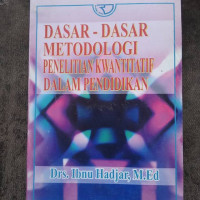 DASAR - DASAR
METODOLOGI
PENELITIAN KWANTITATIF
DALAM PENDIDIKAN
Drs. Ibnu Hadjar, M.Ed